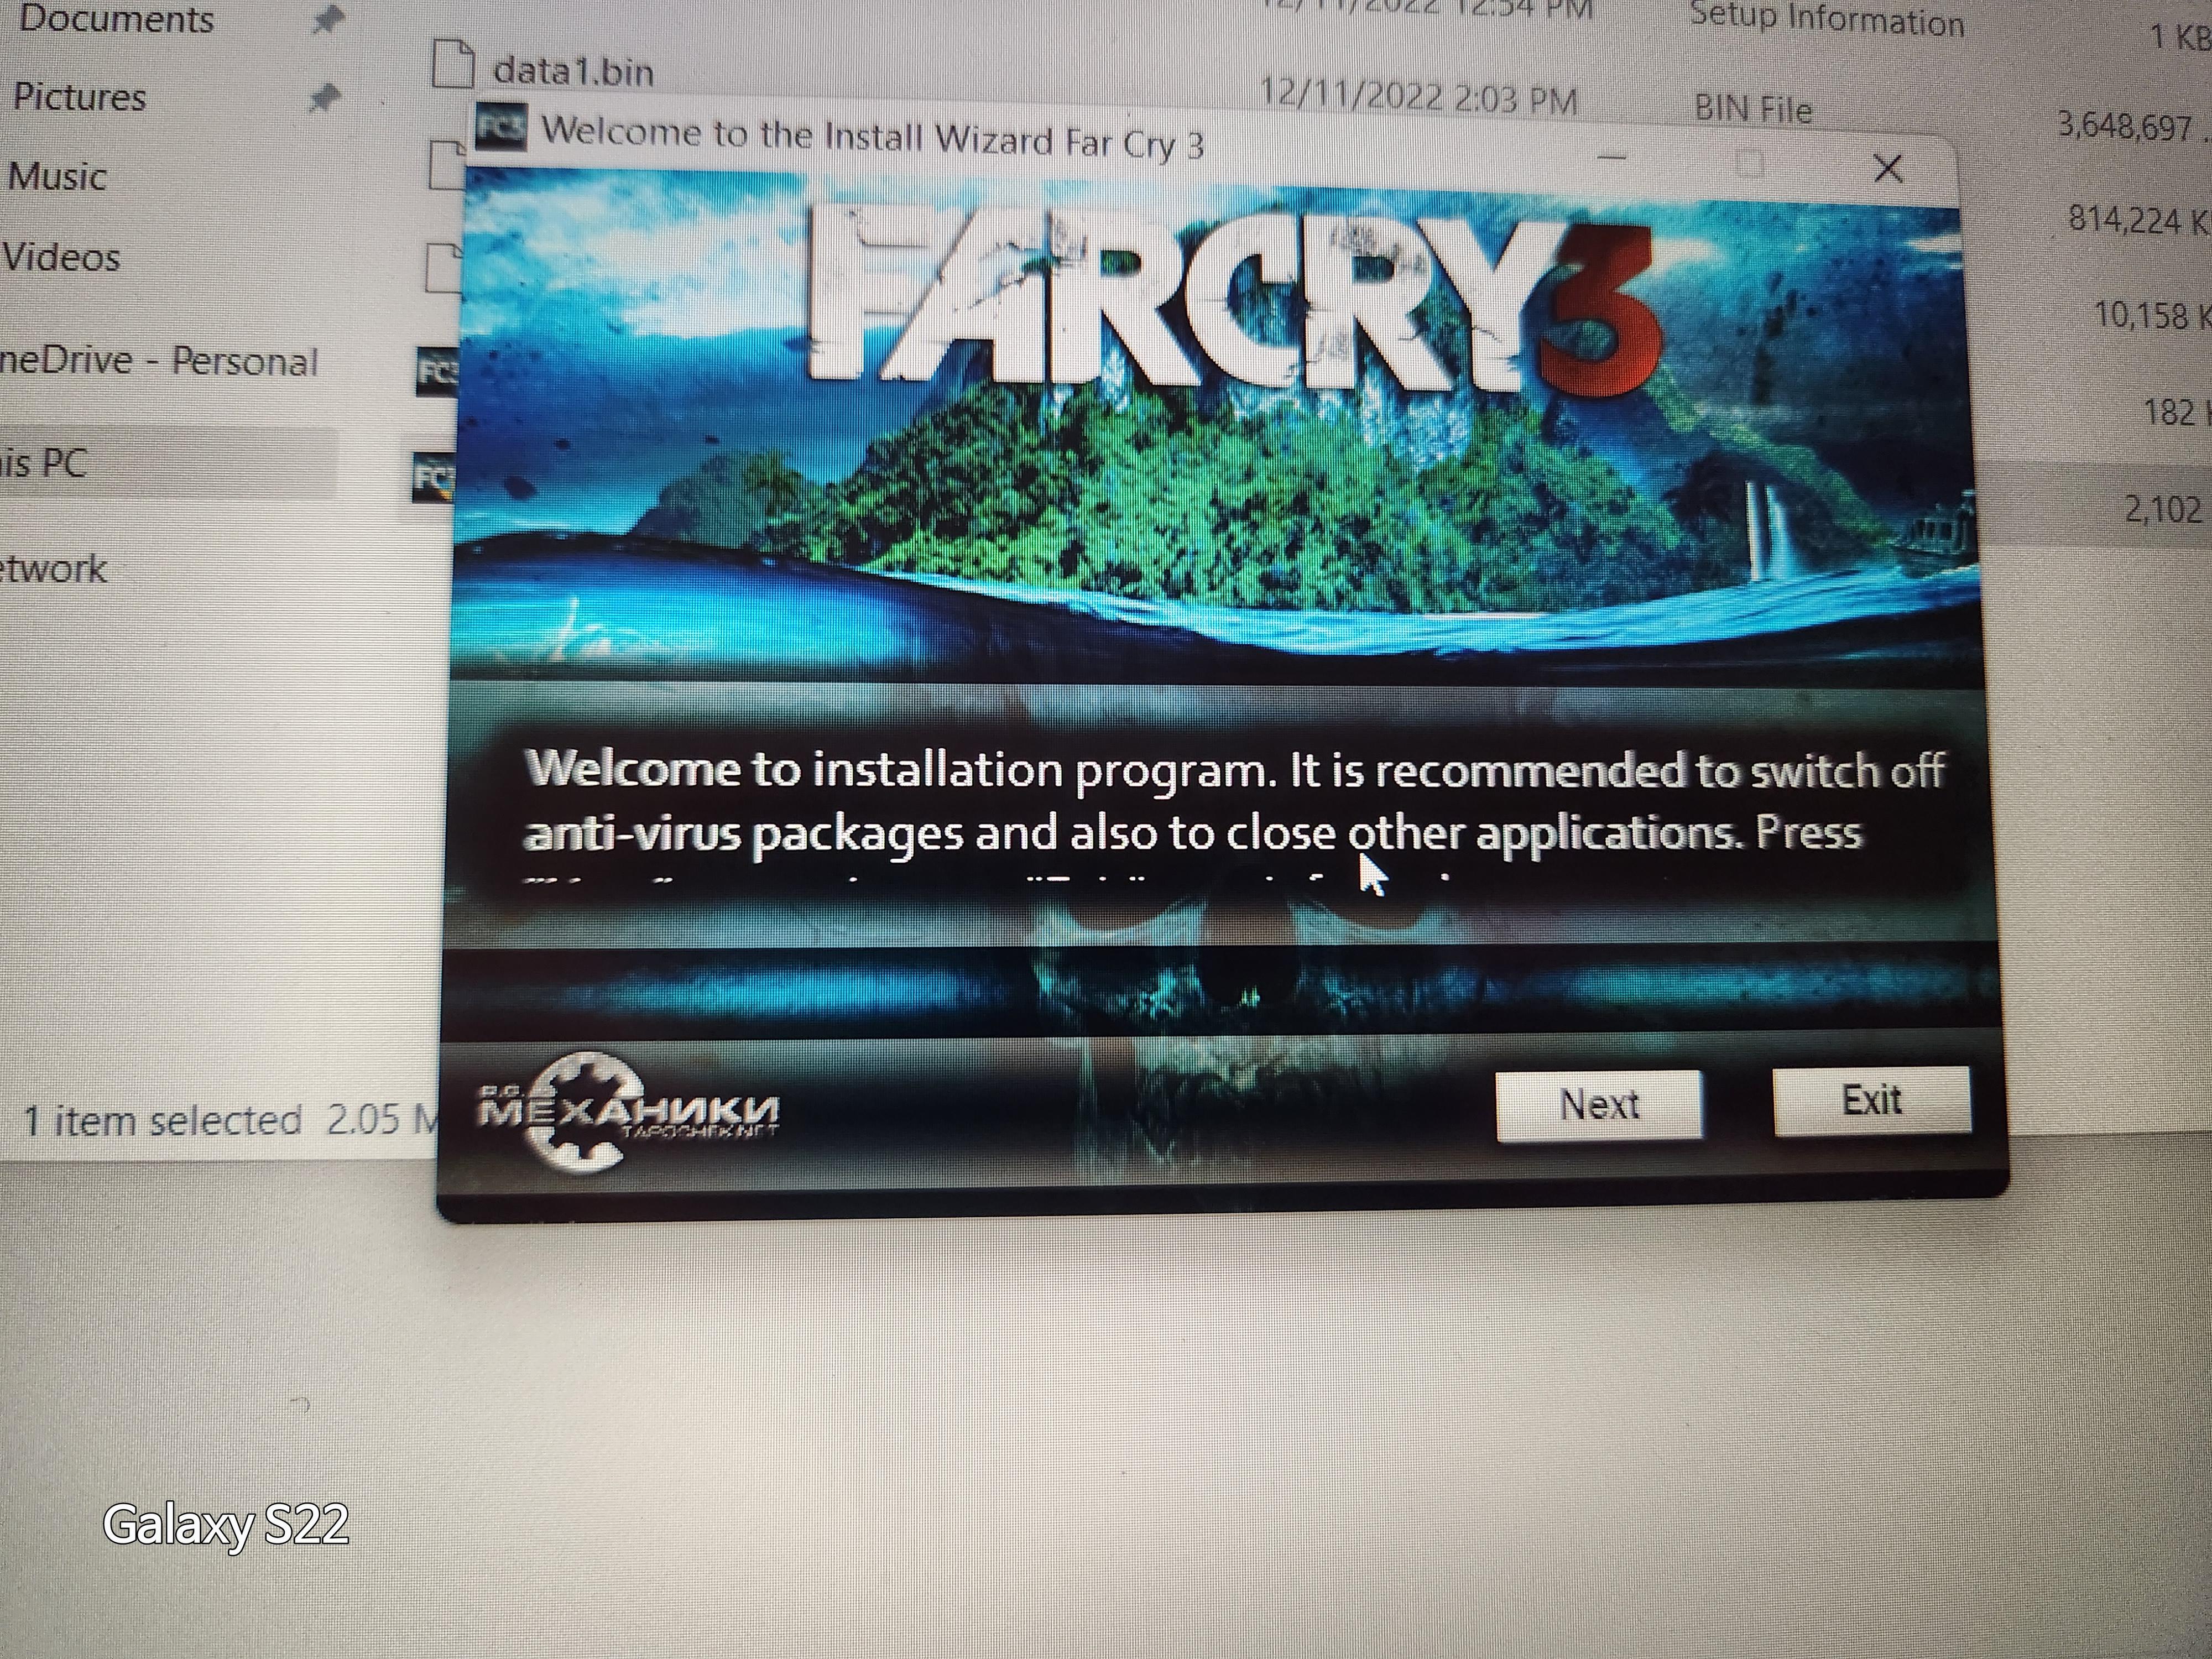 Documents
12/11/2022 12:54 PM
Setup Information
1 KB
data1.bin
12/11/2022 2:03 PM
BIN File
3,648,697
Pictures
FC3
Welcome to the Install Wizard Far Cry 3
Music
814,224 K
Videos
10,158 K
neDrive - Personal
182
is PC
2,102
etwork
FARCRY3
Welcome to installation program. It is recommended to switch off
anti-virus packages and also to close other applications. Press
R.G.
МЕХАНИКИ
TAPOCHEK.NET
Next
Exit
1 item selected 2.05 M
Galaxy S22